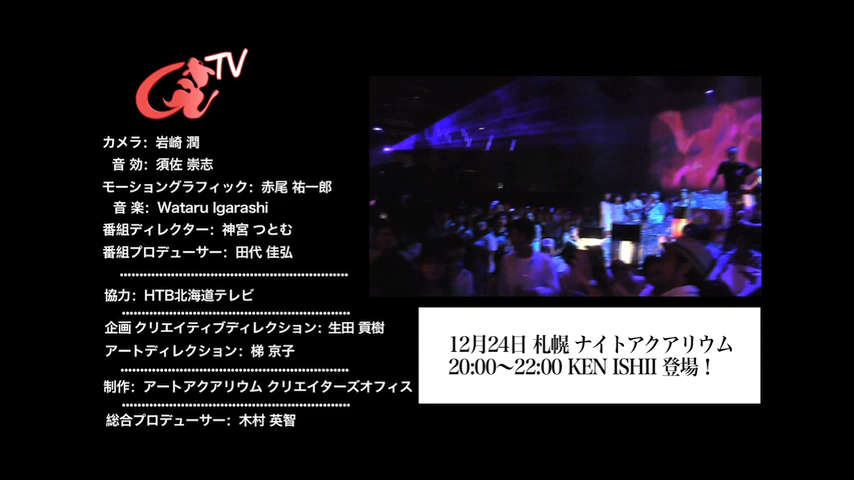 TV
カメラ：岩崎 潤
音 効：須佐 崇志
モーショングラフィック：赤尾 祐一郎
音 楽：Wataru Igarashi
番組ディレクター：神宮 つとむ
番組プロデューサー：田代 佳弘
協力：HTB北海道テレビ
企画 クリエイティブディレクション：生田 貢樹
アートディレクション：梯 京子
制作：アートアクアリウム クリエイターズオフィス
総合プロデューサー：木村 英智
12月24日 札幌 ナイトアクアリウム
20:00〜22:00 KEN ISHII 登場！